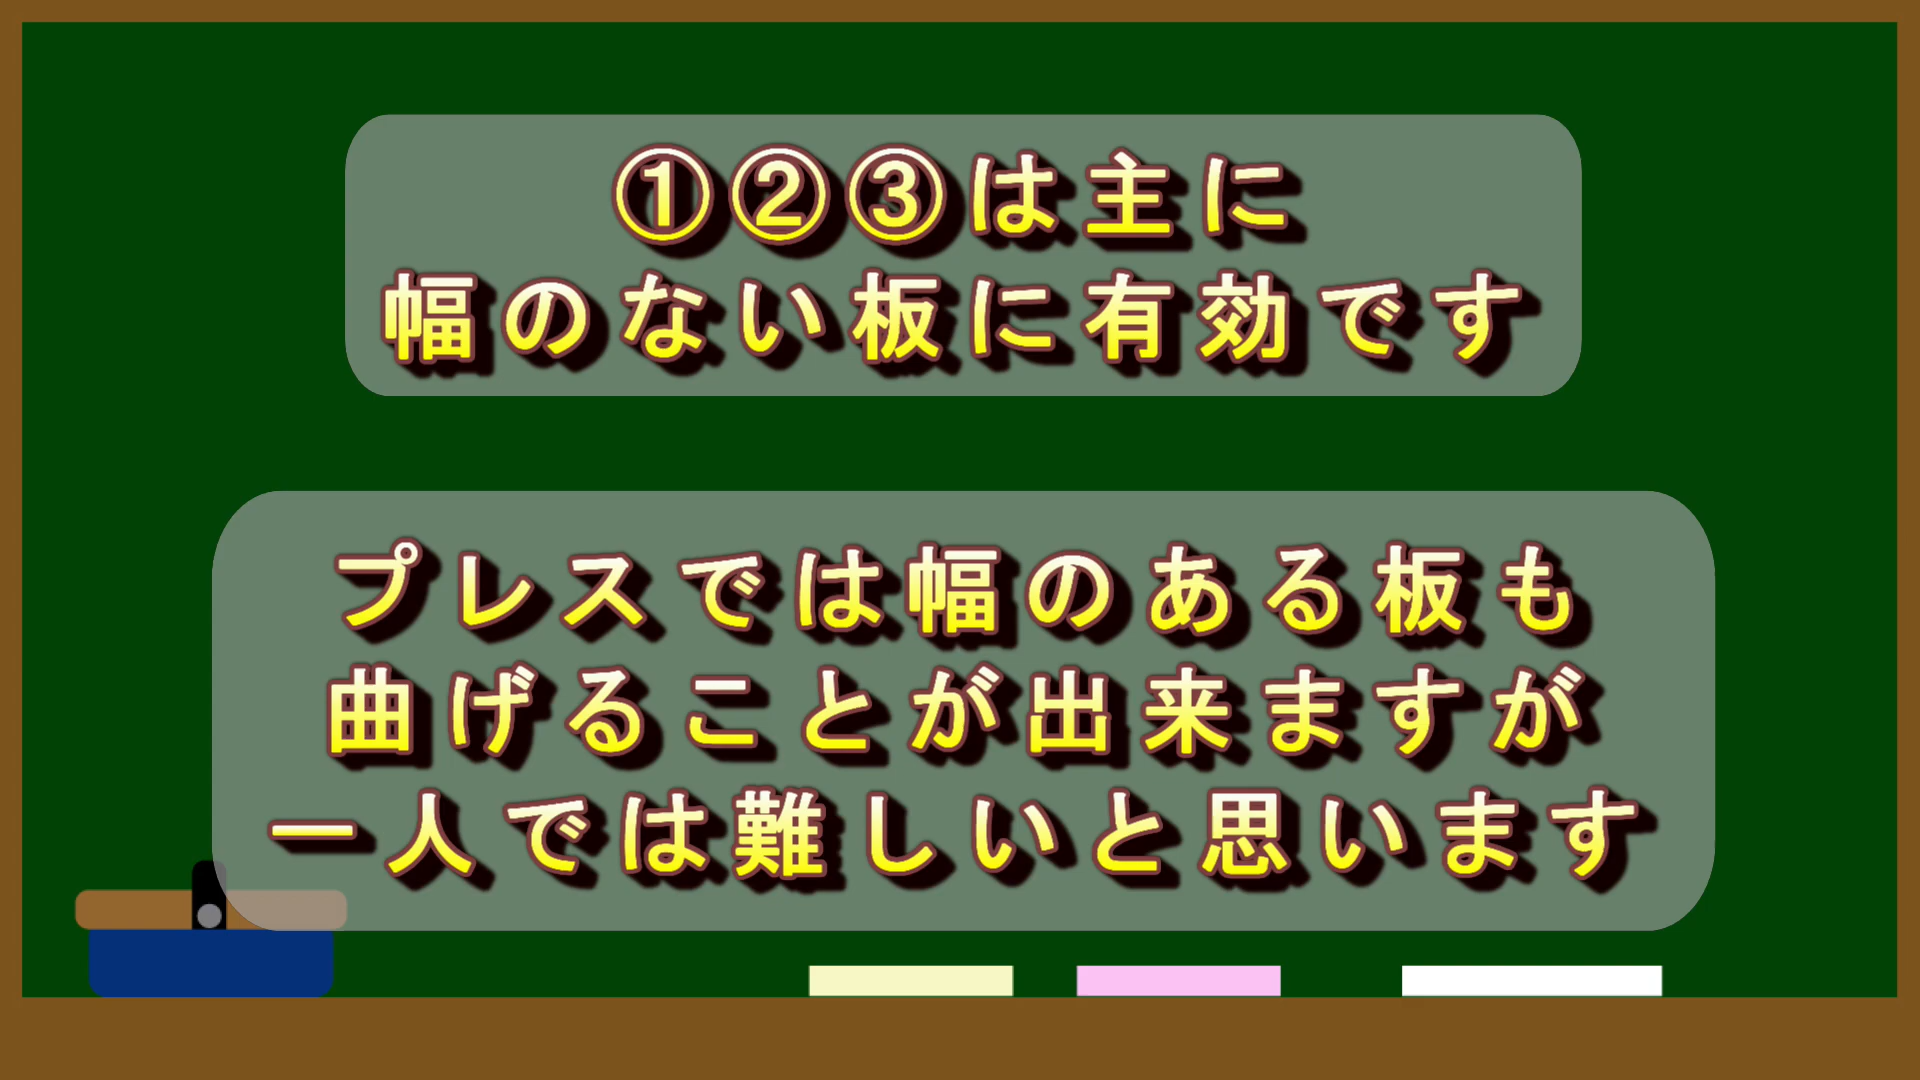 ①②③は主に
幅のない板に有効です
プレスでは幅のある板も
曲げることが出来ますが
一人では難しいと思います